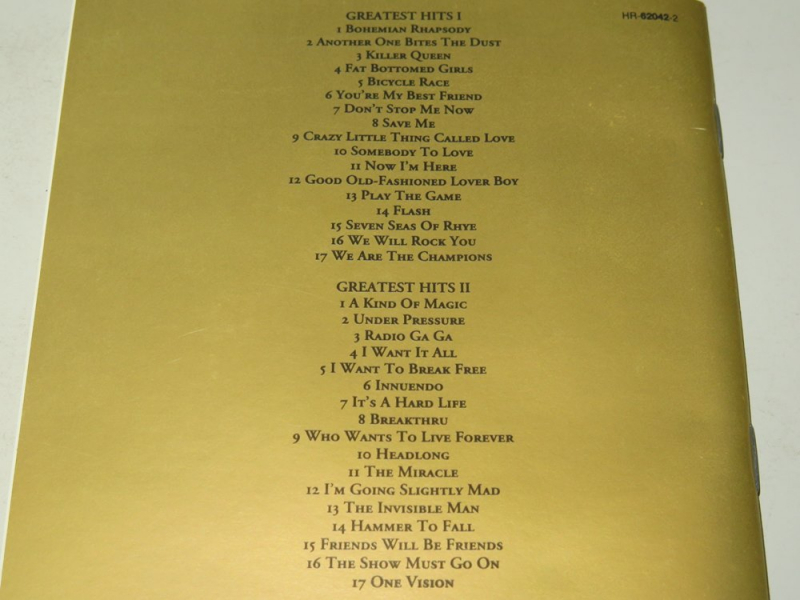 GREATEST HITS I
HR-62042-2
1 Bohemian Rhapsody
2 Another One Bites The Dust
3 Killer Queen
4 Fat Bottomed Girls
5 Bicycle Race
6 You're My Best Friend
7 Don't Stop Me Now
8 Save Me
9 Crazy Little Thing Called Love
10 Somebody To Love
11 Now I'm Here
12 Good Old-Fashioned Lover Boy
13 Play The Game
14 Flash
15 Seven Seas Of Rhye
16 We Will Rock You
17 We Are The Champions
GREATEST HITS II
1 A Kind Of Magic
2 Under Pressure
3 Radio Ga Ga
4 I Want It All
5 I Want To Break Free
6 Innuendo
7 It's A Hard Life
8 Breakthru
9 Who Wants To Live Forever
10 Headlong
11 The Miracle
12 I'm Going Slightly Mad
13 The Invisible Man
14 Hammer To Fall
15 Friends Will Be Friends
16 The Show Must Go On
17 One Vision